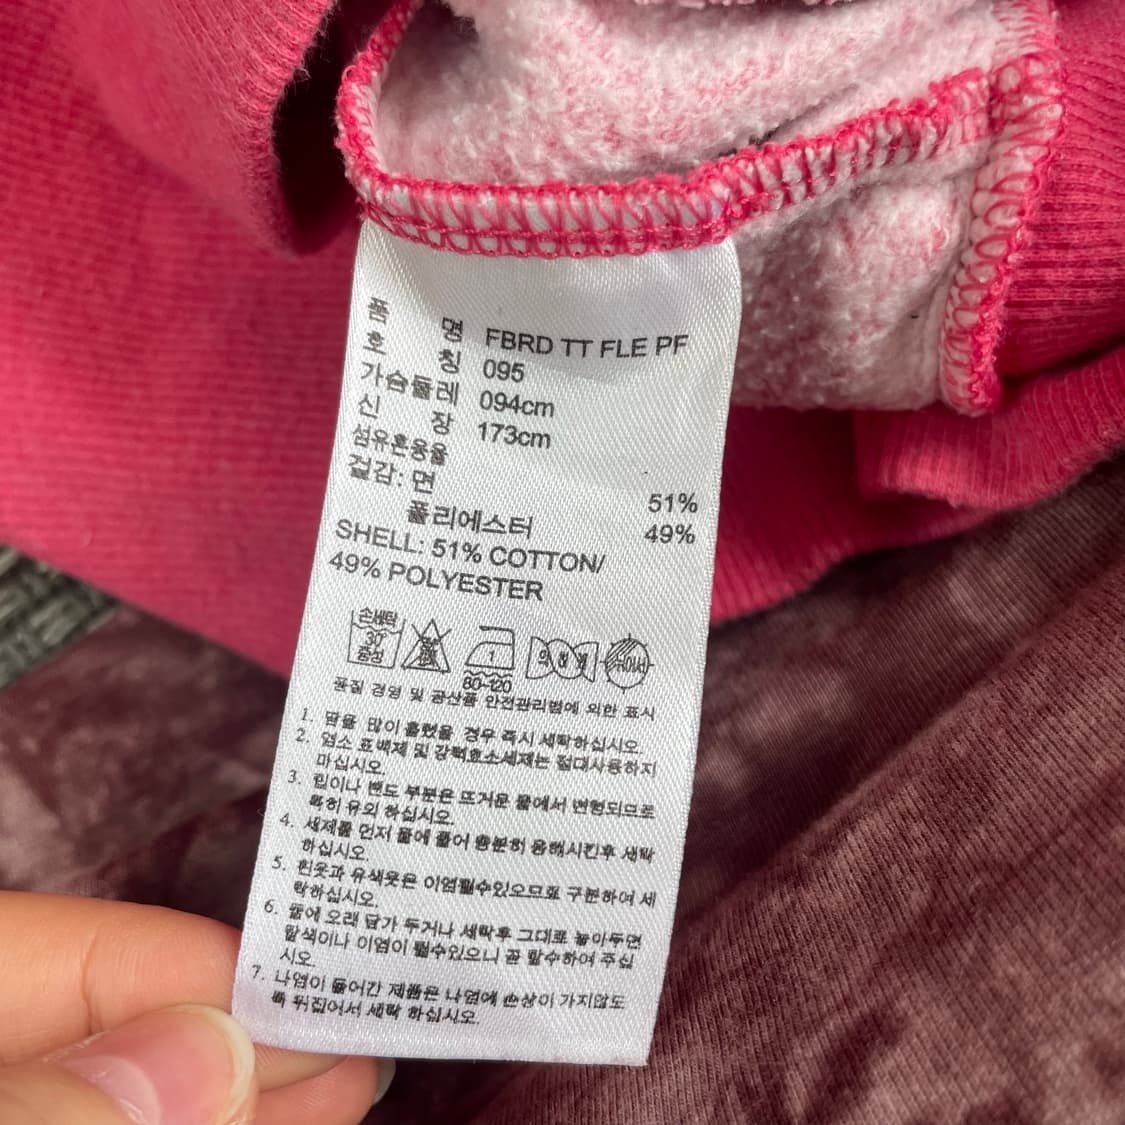 품 명 FBRD TT FLE PF
호 칭 095
가슴둘레 094cm
신 장 173cm
섬유혼용율
겉감: 면 51%
폴리에스터 49%
SHELL: 51% COTTON/
49% POLYESTER
손세탁
30°
중성
1
80-120
품질 경영 및 공산품 안전관리법에 의한 표시
1. 땀을 많이 흘렸을 경우 즉시 세탁하십시오.
2. 염소 표백제 및 강력효소세제는 절대사용하지
마십시오.
3. 립이나 밴드 부분은 뜨거운 물에서 변형되므로
특히 유의 하십시오.
4. 세제를 먼저 물에 풀어 충분히 용해시킨후 세탁
하십시오.
5. 흰옷과 유색옷은 이염될수있으므로 구분하여 세
탁하십시오.
6. 물에 오래 담가 두거나 세탁후 그대로 놓아두면
탈색이나 이염이 될수있으니 곧 탈수하여 주십
시오.
7. 나염이 들어간 제품은 나염에 손상이 가지않도
록 뒤집어서 세탁 하십시오.